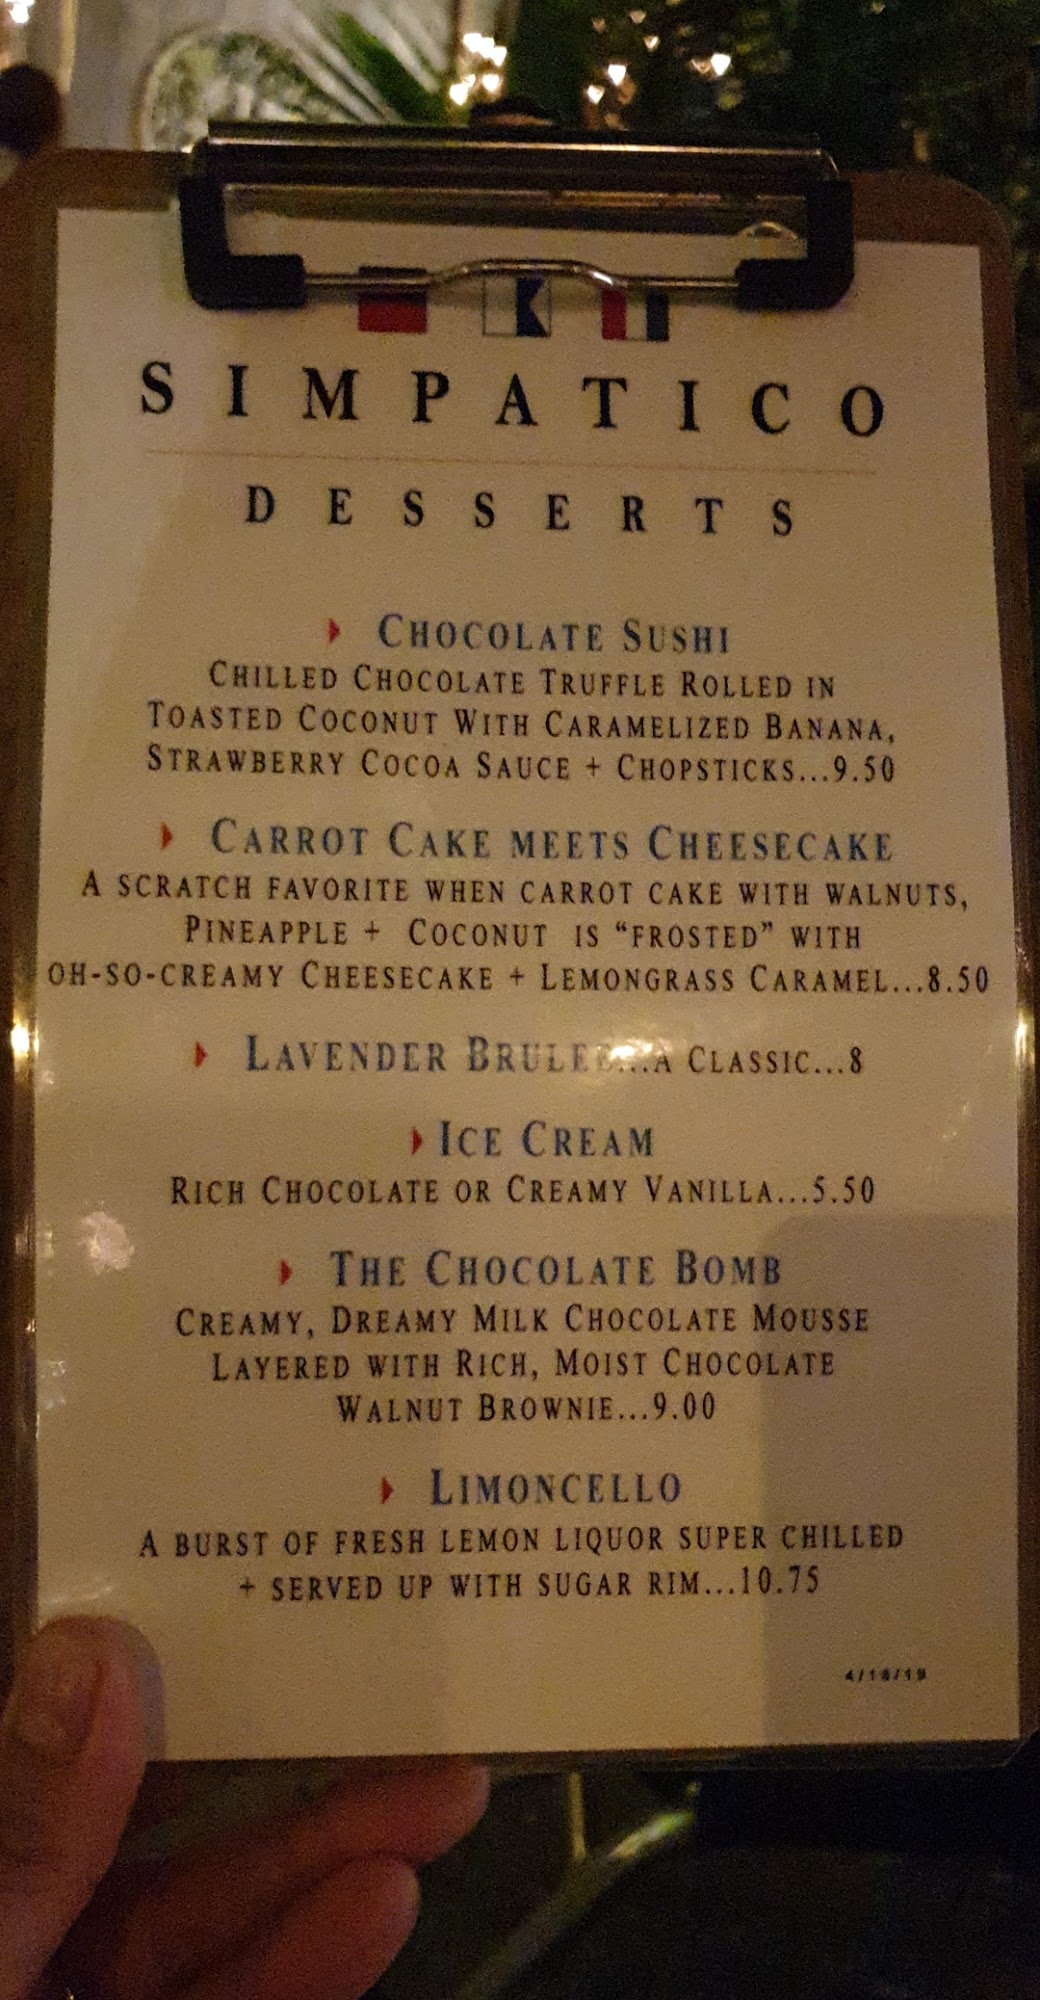 SIMPATICO
DESSERTS
CHOCOLATE SUSHI
CHILLED CHOCOLATE TRUFFLE ROLLED IN
TOASTED COCONUT WITH CARAMELIZED BANANA,
STRAWBERRY COCOA SAUCE + CHOPSTICKS...9.50
CARROT CAKE MEETS CHEESECAKE
A SCRATCH FAVORITE WHEN CARROT CAKE WITH WALNUTS,
PINEAPPLE + COCONUT IS "FROSTED" WITH
OH-SO-CREAMY CHEESECAKE + LEMONGRASS CARAMEL...8.50
LAVENDER BRULEE...A CLASSIC...8
ICE CREAM
RICH CHOCOLATE OR CREAMY VANILLA...5.50
THE CHOCOLATE BOMB
CREAMY, DREAMY MILK CHOCOLATE MOUSSE
LAYERED WITH RICH, MOIST CHOCOLATE
WALNUT BROWNIE...9.00
LIMONCELLO
A BURST OF FRESH LEMON LIQUOR SUPER CHILLED
+ SERVED UP WITH SUGAR RIM...10.75